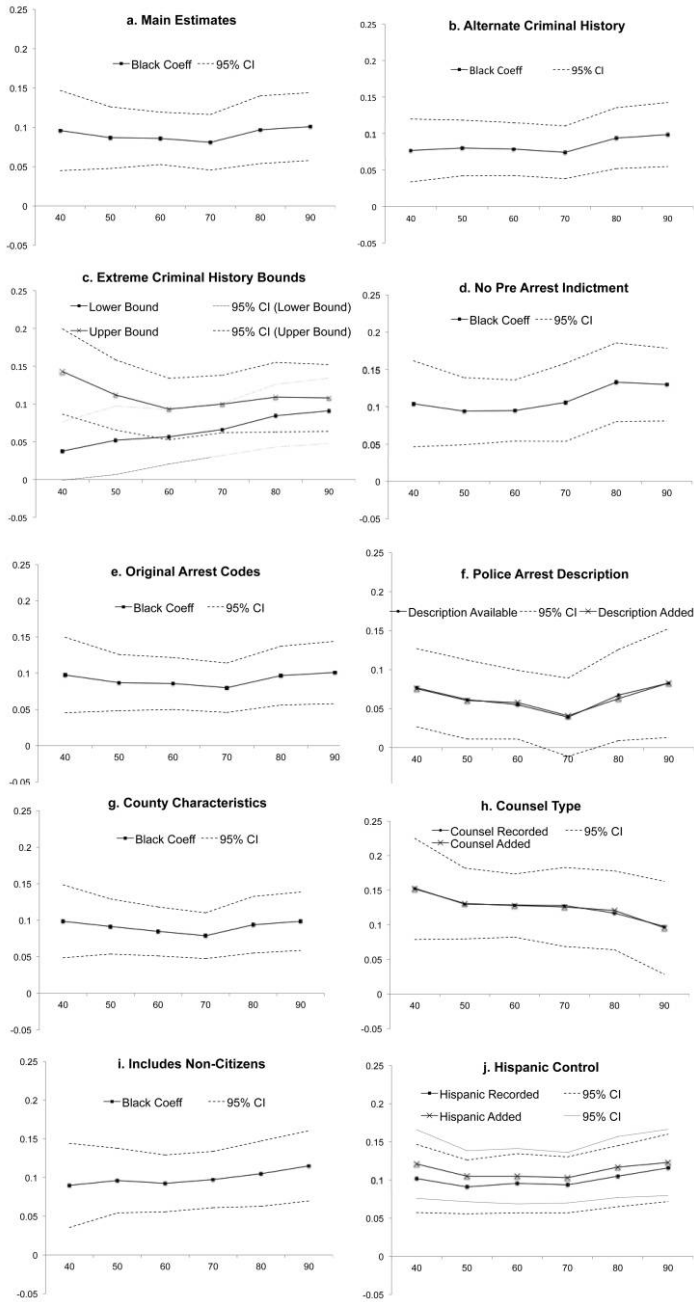 a. Main Estimates
0.25
0.2
Black Coeff 95% CI
0.15
0.1
0.05
0
40 50 60 70 80 90
-0.05
b. Alternate Criminal History
0.25
0.2
Black Coeff 95% CI
0.15
0.1
0.05
0
40 50 60 70 80 90
-0.05
c. Extreme Criminal History Bounds
0.25
Lower Bound 95% CI (Lower Bound)
0.2
Upper Bound 95% CI (Upper Bound)
0.15
0.1
0.05
0
40 50 60 70 80 90
-0.05
d. No Pre Arrest Indictment
0.25
0.2
Black Coeff 95% CI
0.15
0.1
0.05
0
40 50 60 70 80 90
-0.05
e. Original Arrest Codes
0.25
0.2
Black Coeff 95% CI
0.15
0.1
0.05
0
40 50 60 70 80 90
-0.05
f. Police Arrest Description
0.25
0.2
Description Available 95% CI Description Added
0.15
0.1
0.05
0
40 50 60 70 80 90
-0.05
g. County Characteristics
0.25
0.2
Black Coeff 95% CI
0.15
0.1
0.05
0
40 50 60 70 80 90
-0.05
h. Counsel Type
0.25
Counsel Recorded 95% CI
Counsel Added
0.2
0.15
0.1
0.05
0
40 50 60 70 80 90
-0.05
i. Includes Non-Citizens
0.25
0.2
Black Coeff 95% CI
0.15
0.1
0.05
0
40 50 60 70 80 90
-0.05
j. Hispanic Control
0.25
Hispanic Recorded 95% CI
0.2
Hispanic Added 95% CI
0.15
0.1
0.05
0
40 50 60 70 80 90
-0.05